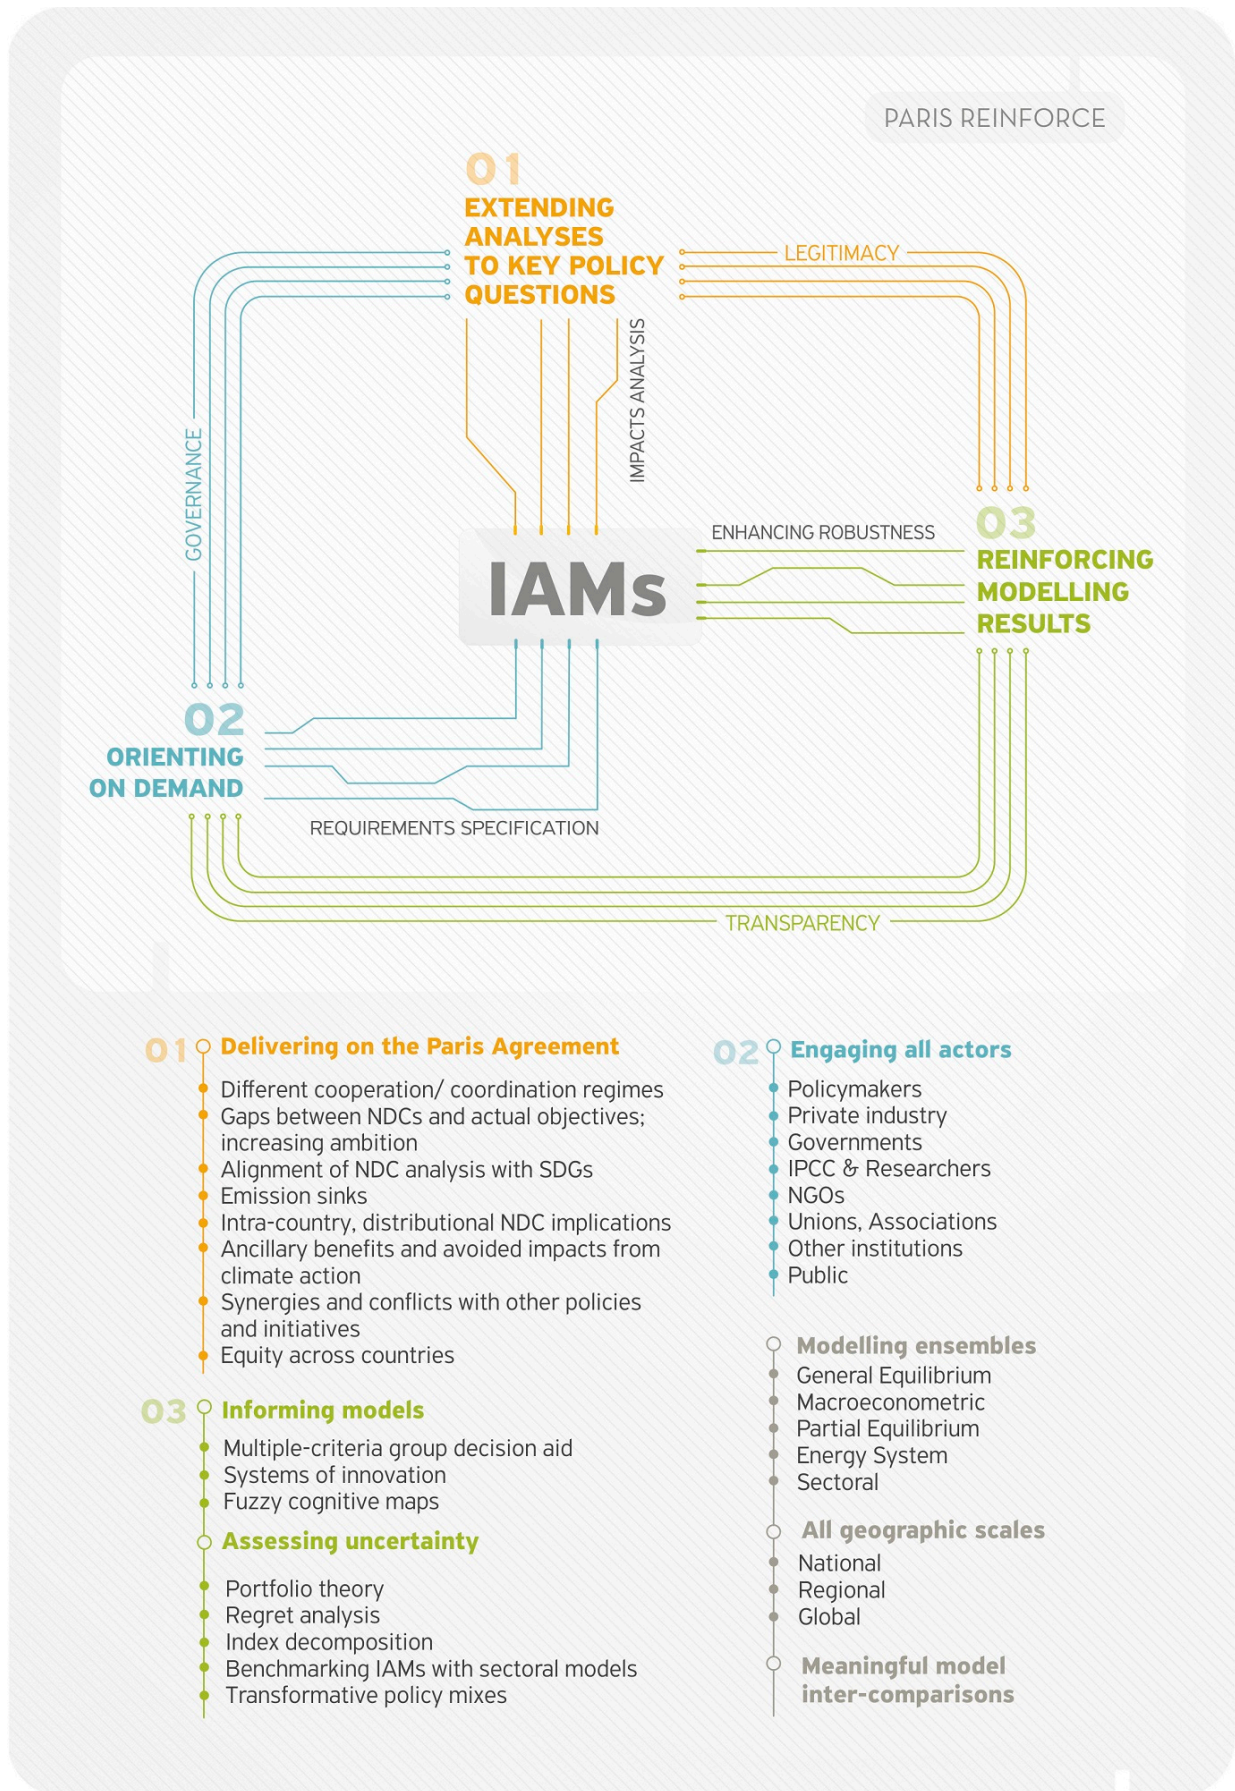 PARIS REINFORCE
01
EXTENDING
ANALYSES
TO KEY POLICY
QUESTIONS
LEGITIMACY
IMPACTS ANALYSIS
GOVERNANCE
03
REINFORCING
MODELLING
RESULTS
ENHANCING ROBUSTNESS
IAMs
02
ORIENTING
ON DEMAND
REQUIREMENTS SPECIFICATION
TRANSPARENCY
01 Delivering on the Paris Agreement
Different cooperation/ coordination regimes
Gaps between NDCs and actual objectives;
increasing ambition
Alignment of NDC analysis with SDGs
Emission sinks
Intra-country, distributional NDC implications
Ancillary benefits and avoided impacts from
climate action
Synergies and conflicts with other policies
and initiatives
Equity across countries
03 Informing models
Multiple-criteria group decision aid
Systems of innovation
Fuzzy cognitive maps
Assessing uncertainty
Portfolio theory
Regret analysis
Index decomposition
Benchmarking IAMs with sectoral models
Transformative policy mixes
02 Engaging all actors
Policymakers
Private industry
Governments
IPCC & Researchers
NGOs
Unions, Associations
Other institutions
Public
Modelling ensembles
General Equilibrium
Macroeconometric
Partial Equilibrium
Energy System
Sectoral
All geographic scales
National
Regional
Global
Meaningful model
inter-comparisons